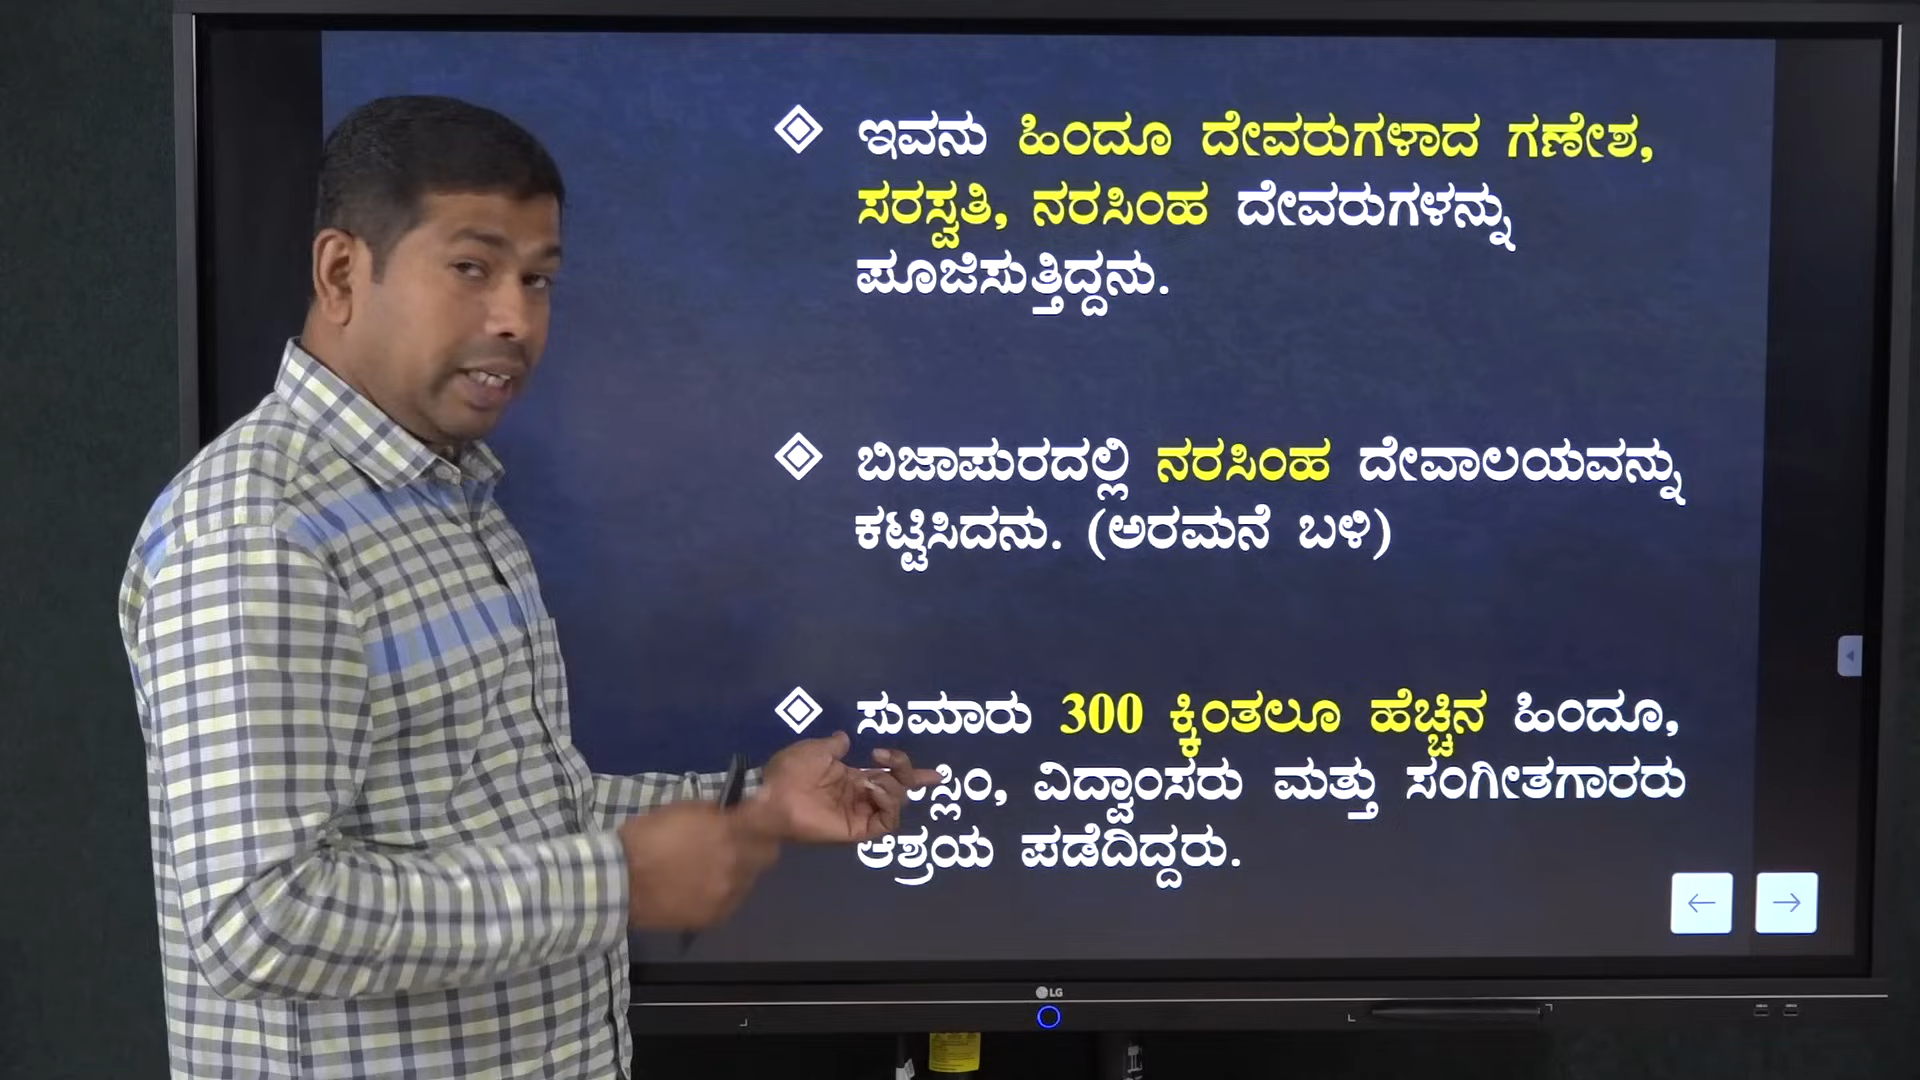 ಇವನು ಹಿಂದೂ ದೇವರುಗಳಾದ ಗಣೇಶ,
ಸರಸ್ವತಿ, ನರಸಿಂಹ ದೇವರುಗಳನ್ನು
ಪೂಜಿಸುತ್ತಿದ್ದನು.
ಬಿಜಾಪುರದಲ್ಲಿ ನರಸಿಂಹ ದೇವಾಲಯವನ್ನು
ಕಟ್ಟಿಸಿದನು. (ಅರಮನೆ ಬಳಿ)
ಸುಮಾರು 300 ಕ್ಕಿಂತಲೂ ಹೆಚ್ಚಿನ ಹಿಂದೂ,
ವಿದ್ವಾಂಸರು ಮತ್ತು ಸಂಗೀತಗಾರರು
ಆಶ್ರಯ ಪಡೆದಿದ್ದರು.
LG